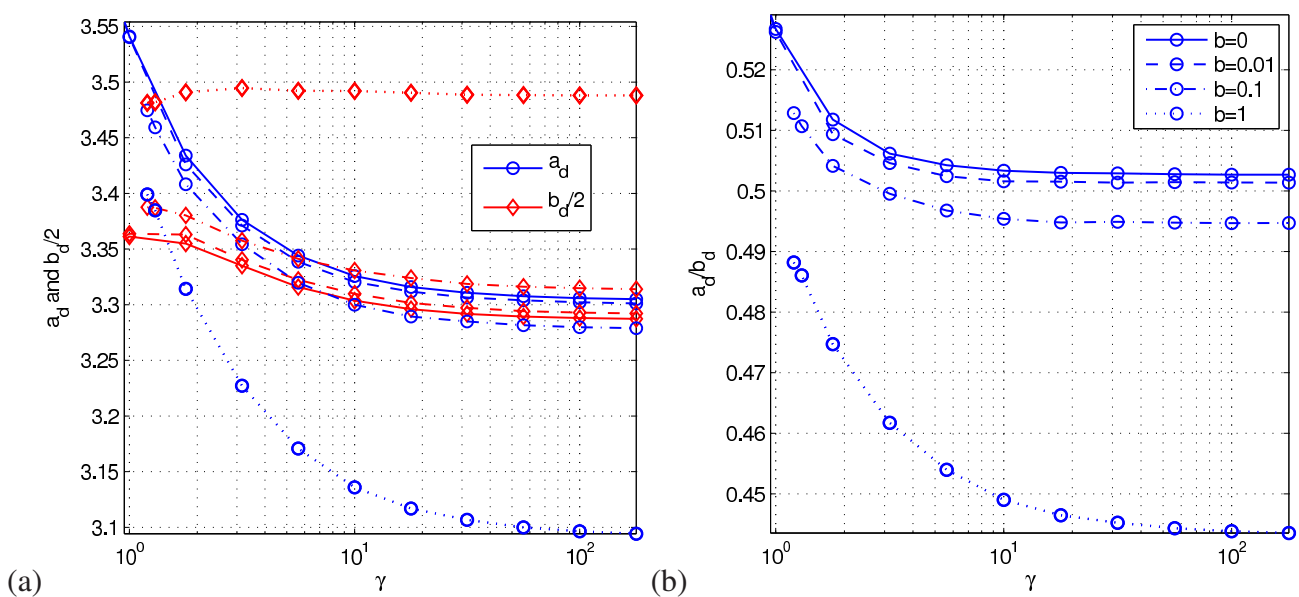 3.55
3.5
3.45
3.4
3.35
3.3
3.25
3.2
3.15
3.1
a_d and b_d/2
10^0
10^1
10^2
γ
a_d
b_d/2
(a)
0.52
0.51
0.5
0.49
0.48
0.47
0.46
0.45
a_d/b_d
10^0
10^1
10^2
γ
b=0
b=0.01
b=0.1
b=1
(b)